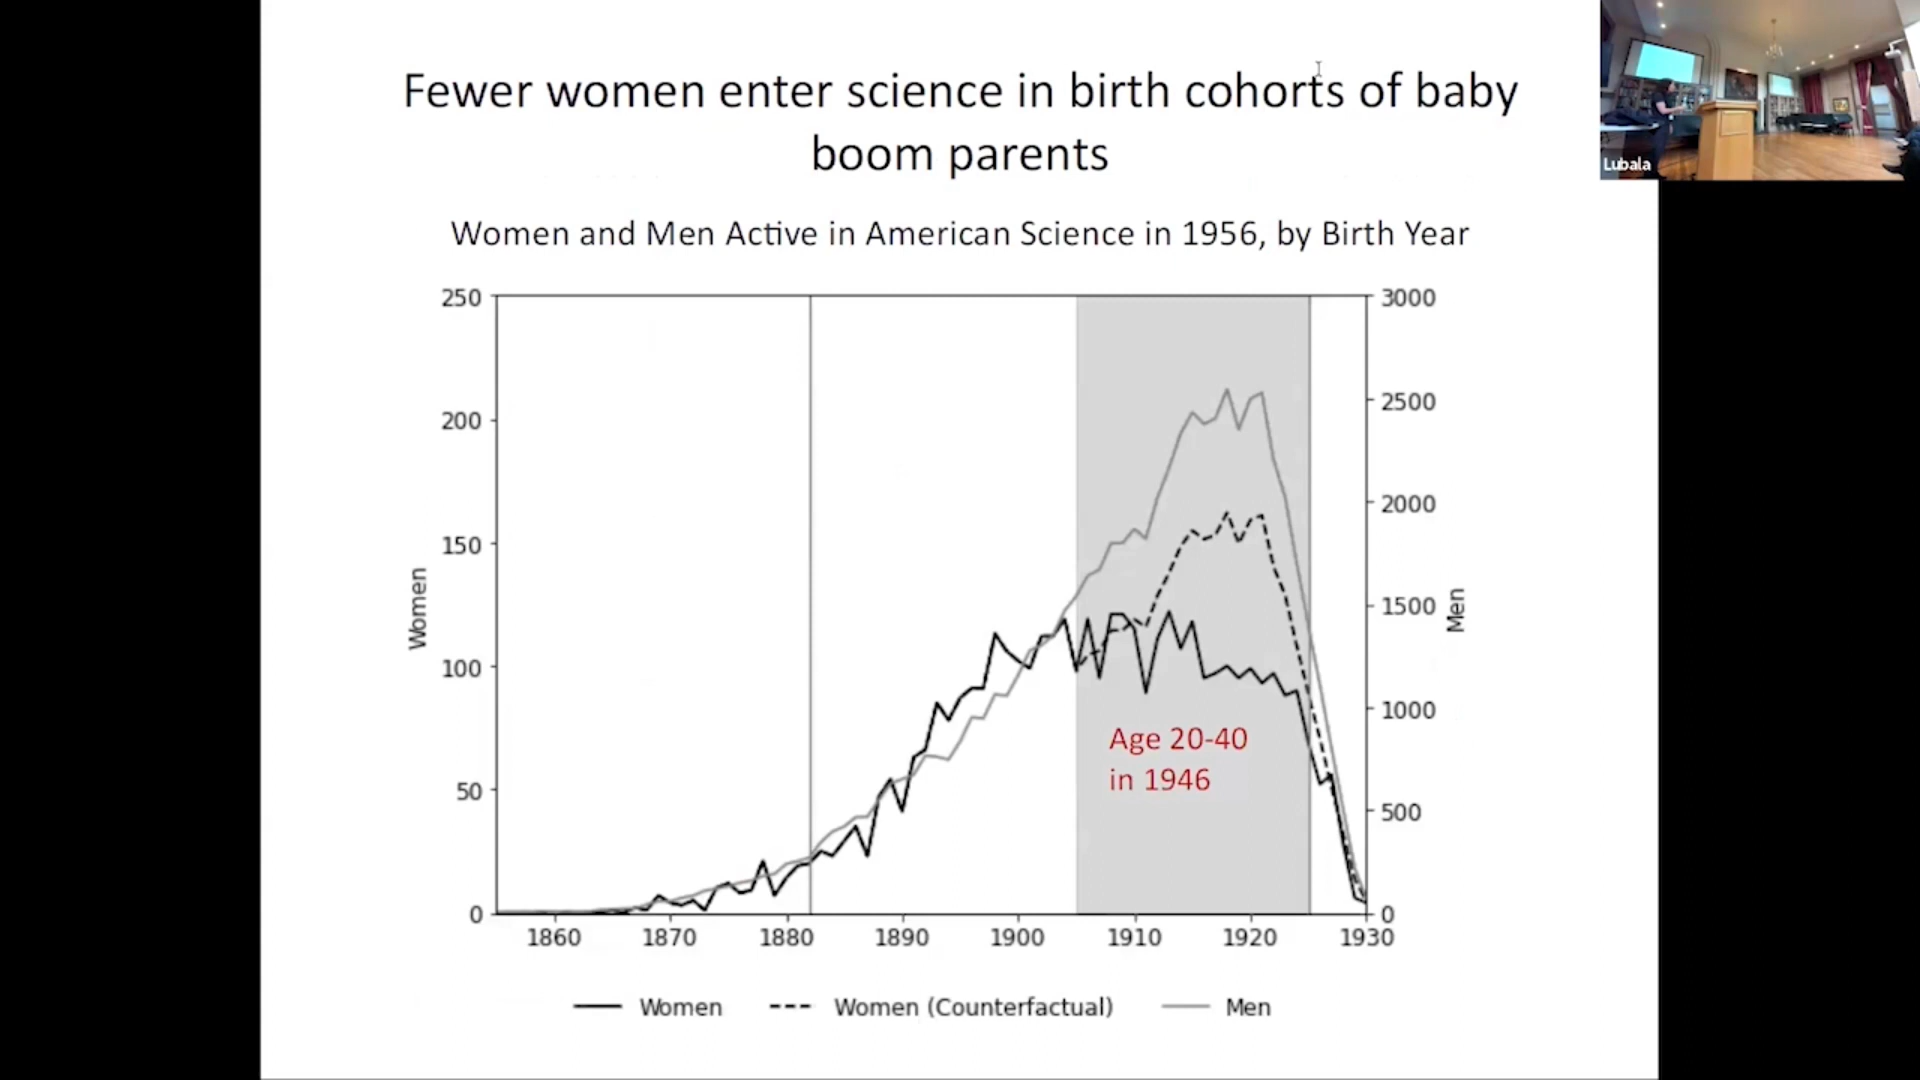 Fewer women enter science in birth cohorts of baby
boom parents
Lubala
Women and Men Active in American Science in 1956, by Birth Year
250
200
150
100
50
0
Women
3000
2500
2000
1500
1000
500
0
Men
Age 20-40
in 1946
1860 1870 1880 1890 1900 1910 1920 1930
Women Women (Counterfactual) Men